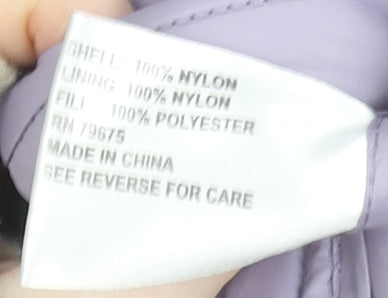 SHELL: 100% NYLON
LINING: 100% NYLON
FILL: 100% POLYESTER
RN 79675
MADE IN CHINA
SEE REVERSE FOR CARE